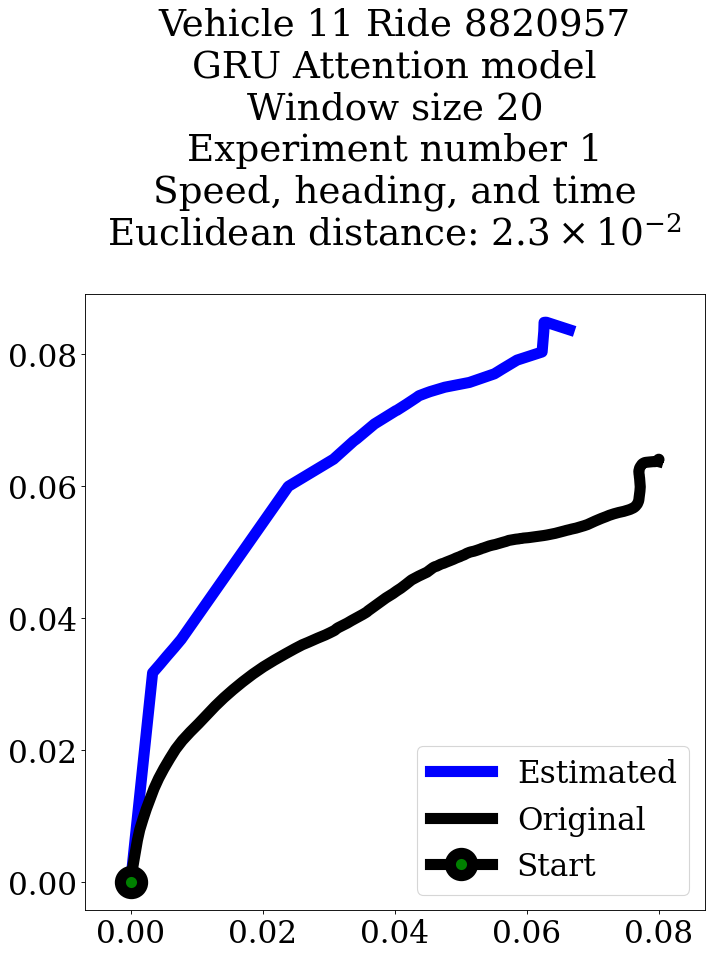 Vehicle 11 Ride 8820957
GRU Attention model
Window size 20
Experiment number 1
Speed, heading, and time
Euclidean distance: 2.3 × 10⁻²
0.08
0.06
0.04
0.02
0.00
Estimated
Original
Start
0.00 0.02 0.04 0.06 0.08